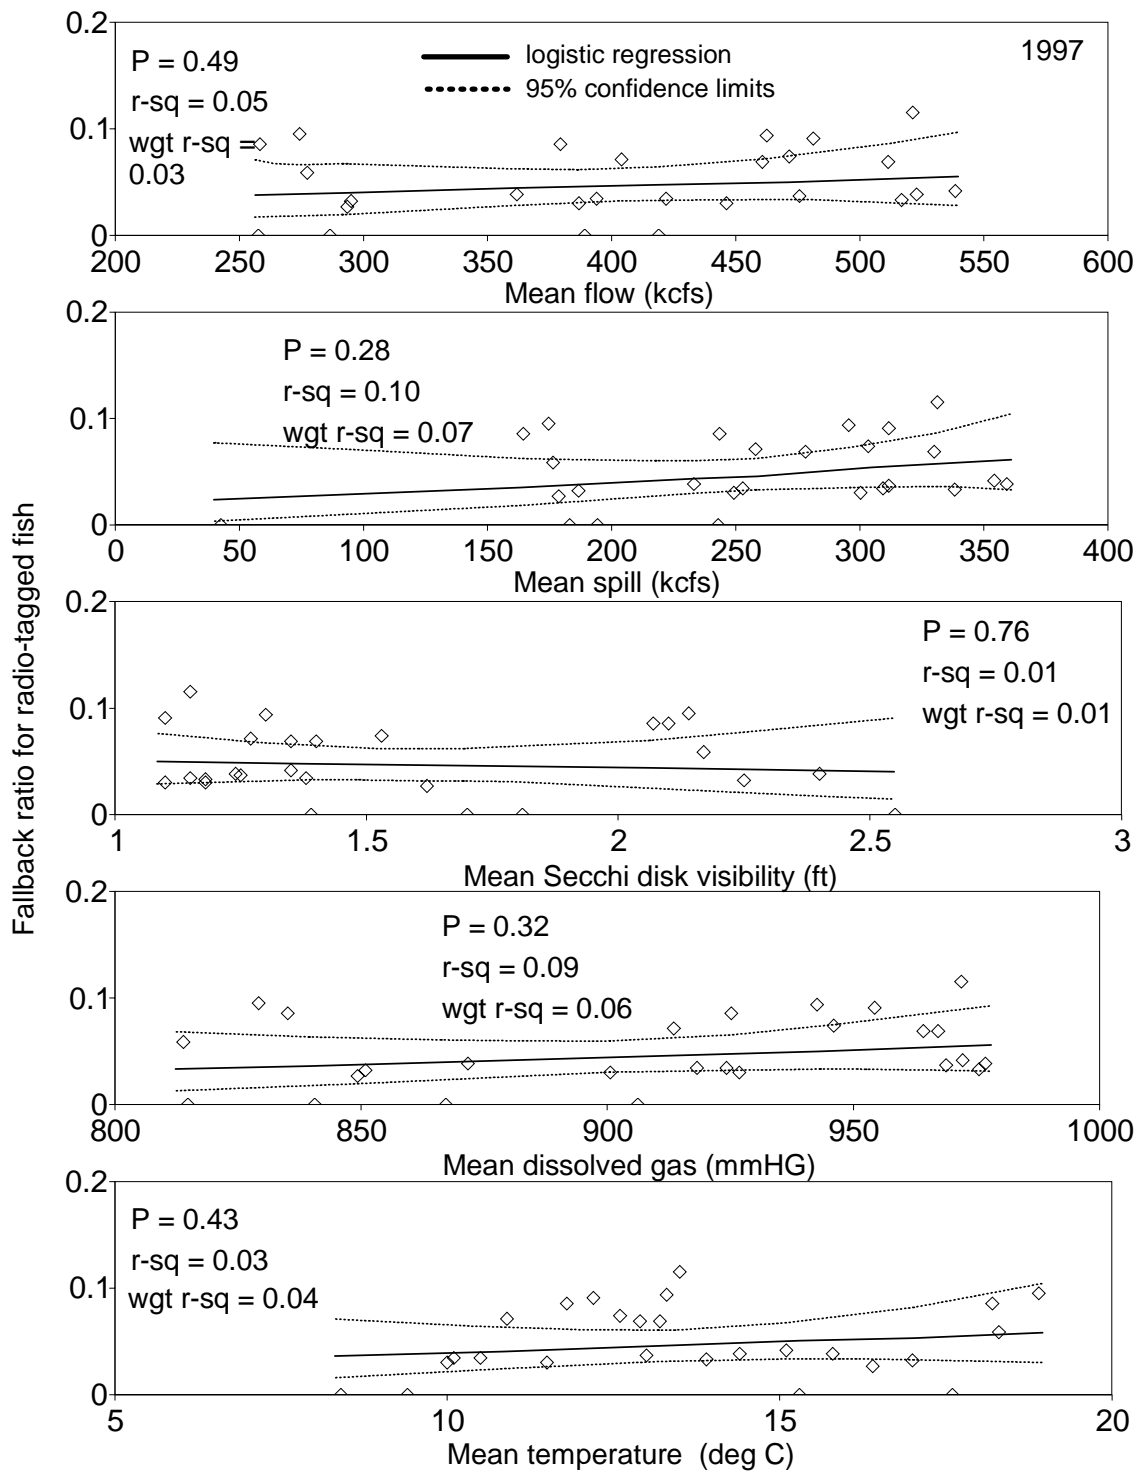 Fallback ratio for radio-tagged fish
0.2
P = 0.49
r-sq = 0.05
wgt r-sq =
0.03
logistic regression
95% confidence limits
1997
0.1
0
200 250 300 350 400 450 500 550 600
Mean flow (kcfs)
0.2
P = 0.28
r-sq = 0.10
wgt r-sq = 0.07
0.1
0
0 50 100 150 200 250 300 350 400
Mean spill (kcfs)
0.2
P = 0.76
r-sq = 0.01
wgt r-sq = 0.01
0.1
0
1 1.5 2 2.5 3
Mean Secchi disk visibility (ft)
0.2
P = 0.32
r-sq = 0.09
wgt r-sq = 0.06
0.1
0
800 850 900 950 1000
Mean dissolved gas (mmHG)
0.2
P = 0.43
r-sq = 0.03
wgt r-sq = 0.04
0.1
0
5 10 15 20
Mean temperature (deg C)